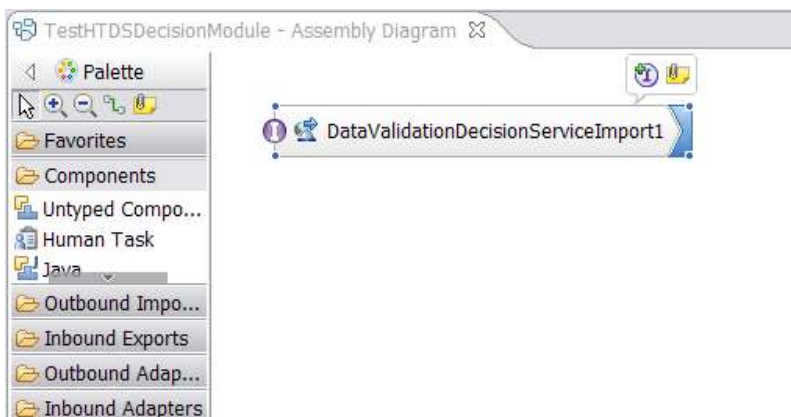 TestHTDSDecisionModule - Assembly Diagram
Palette
Favorites
DataValidationDecisionServiceImport1
Components
Untyped Compo...
Human Task
Java
Outbound Impo...
Inbound Exports
Outbound Adap...
Inbound Adapters